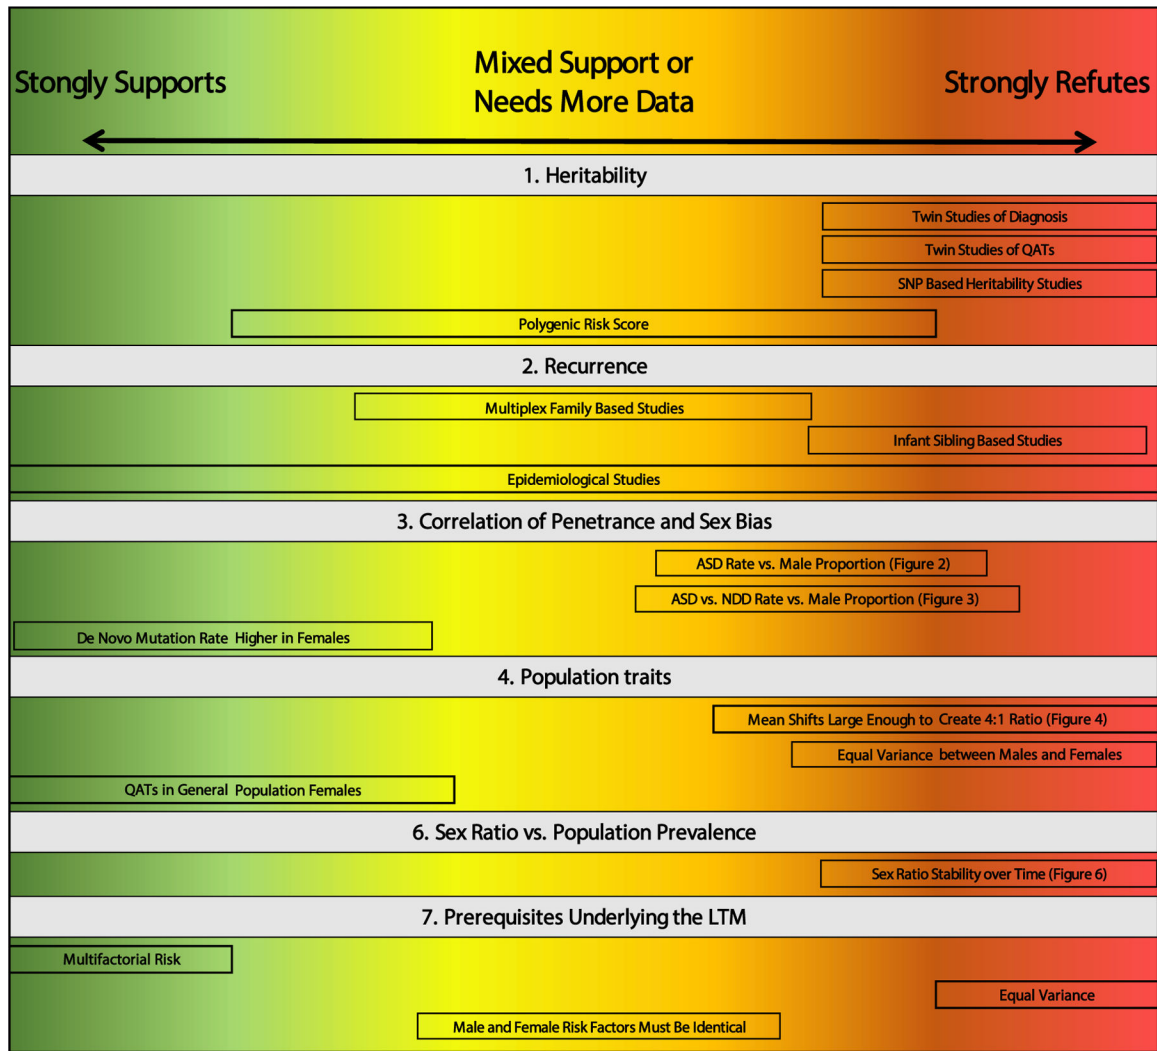 Stongly Supports
Mixed Support or
Needs More Data
Strongly Refutes
1. Heritability
Twin Studies of Diagnosis
Twin Studies of QATs
SNP Based Heritability Studies
Polygenic Risk Score
2. Recurrence
Multiplex Family Based Studies
Infant Sibling Based Studies
Epidemiological Studies
3. Correlation of Penetrance and Sex Bias
ASD Rate vs. Male Proportion (Figure 2)
ASD vs. NDD Rate vs. Male Proportion (Figure 3)
De Novo Mutation Rate Higher in Females
4. Population traits
Mean Shifts Large Enough to Create 4:1 Ratio (Figure 4)
Equal Variance between Males and Females
QATs in General Population Females
6. Sex Ratio vs. Population Prevalence
Sex Ratio Stability over Time (Figure 6)
7. Prerequisites Underlying the LTM
Multifactorial Risk
Equal Variance
Male and Female Risk Factors Must Be Identical